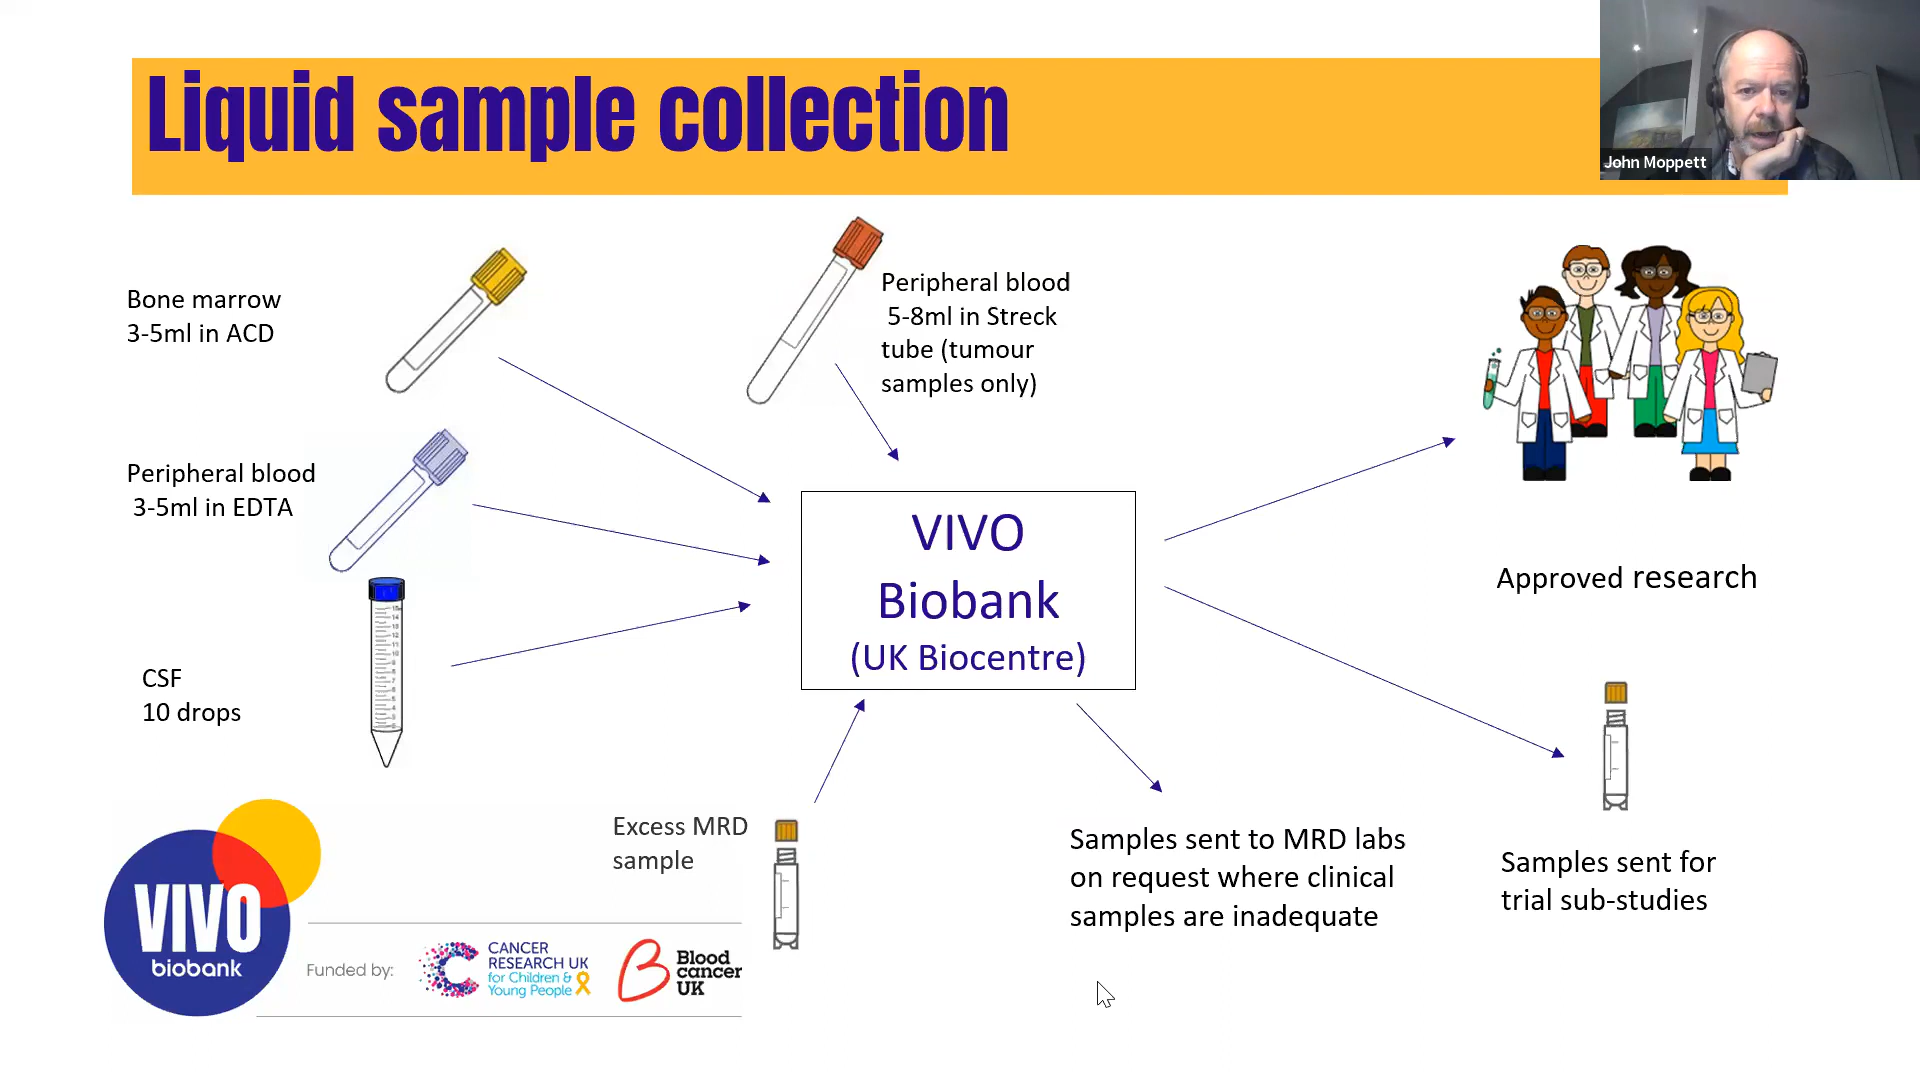 Liquid sample collection
John Moppett
Bone marrow
3-5ml in ACD
Peripheral blood
5-8ml in Streck
tube (tumour
samples only)
Peripheral blood
3-5ml in EDTA
CSF
10 drops
VIVO
Biobank
(UK Biocentre)
Approved research
Excess MRD
sample
Samples sent to MRD labs
on request where clinical
samples are inadequate
Samples sent for
trial sub-studies
VIVO
biobank
Funded by:
CANCER
RESEARCH UK
for Children &
Young People
Blood
cancer
UK